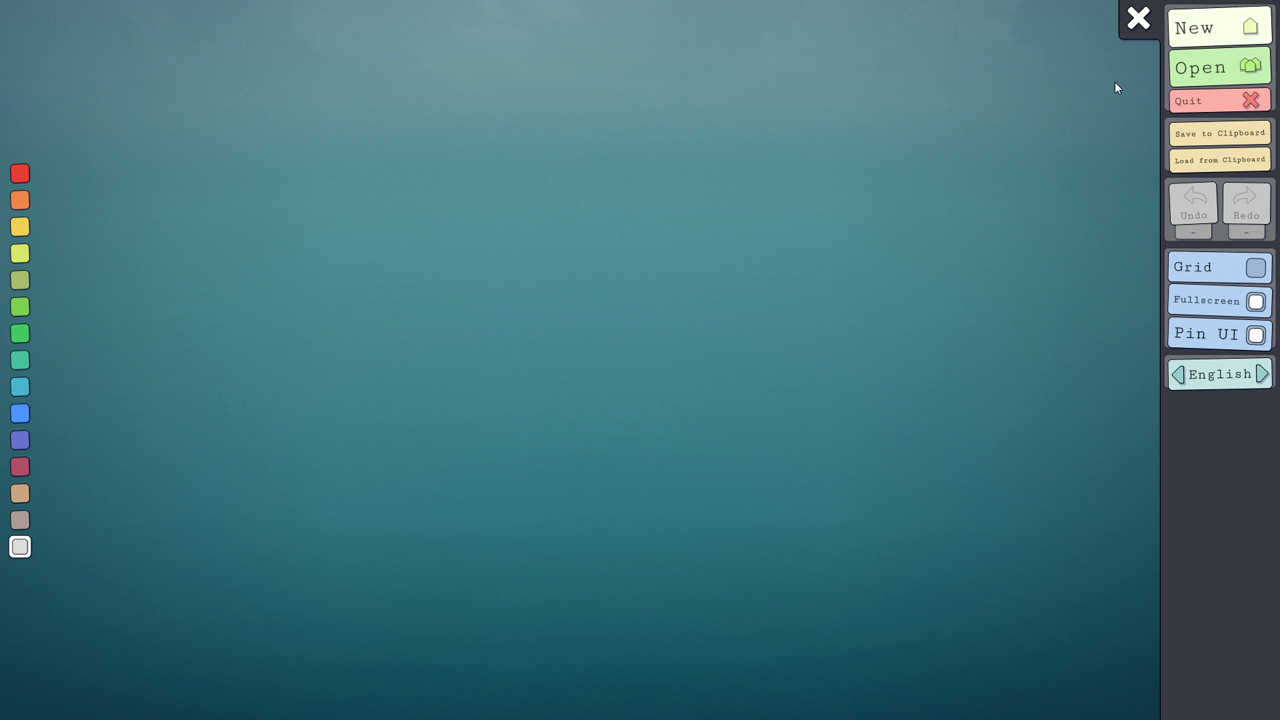 New
Open
Quit
Save to Clipboard
Load from Clipboard
Undo
Redo
-
-
Grid
Fullscreen
Pin UI
English